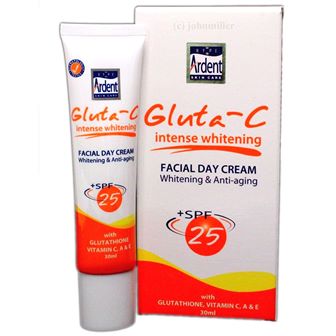 Ardent
SKIN CARE
Gluta-C
intense whitening
FACIAL DAY CREAM
Whitening & Anti-aging
+SPF
25
with
GLUTATHIONE
VITAMIN C, A & E
30ml
(c) johnmiller
Ardent
SKIN CARE
Gluta-C
intense whitening
FACIAL DAY CREAM
Whitening & Anti-aging
+SPF
25
with
GLUTATHIONE, VITAMIN C, A & E
30ml